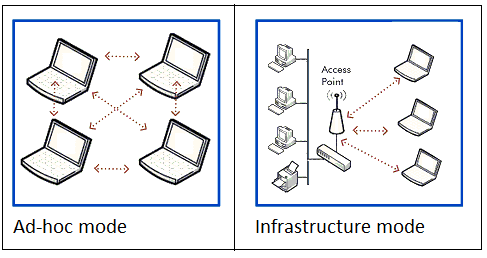 Access
Point
Ad-hoc mode
Infrastructure mode